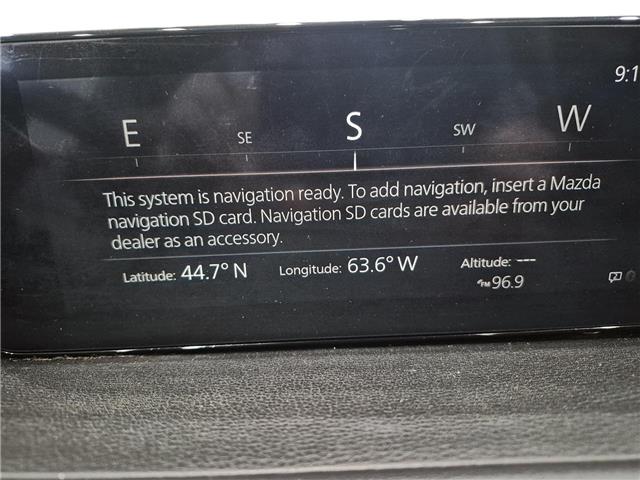 9:1
E SE S SW W
This system is navigation ready. To add navigation, insert a Mazda
navigation SD card. Navigation SD cards are available from your
dealer as an accessory.
Latitude: 44.7° N Longitude: 63.6° W Altitude: ---
FM 96.9